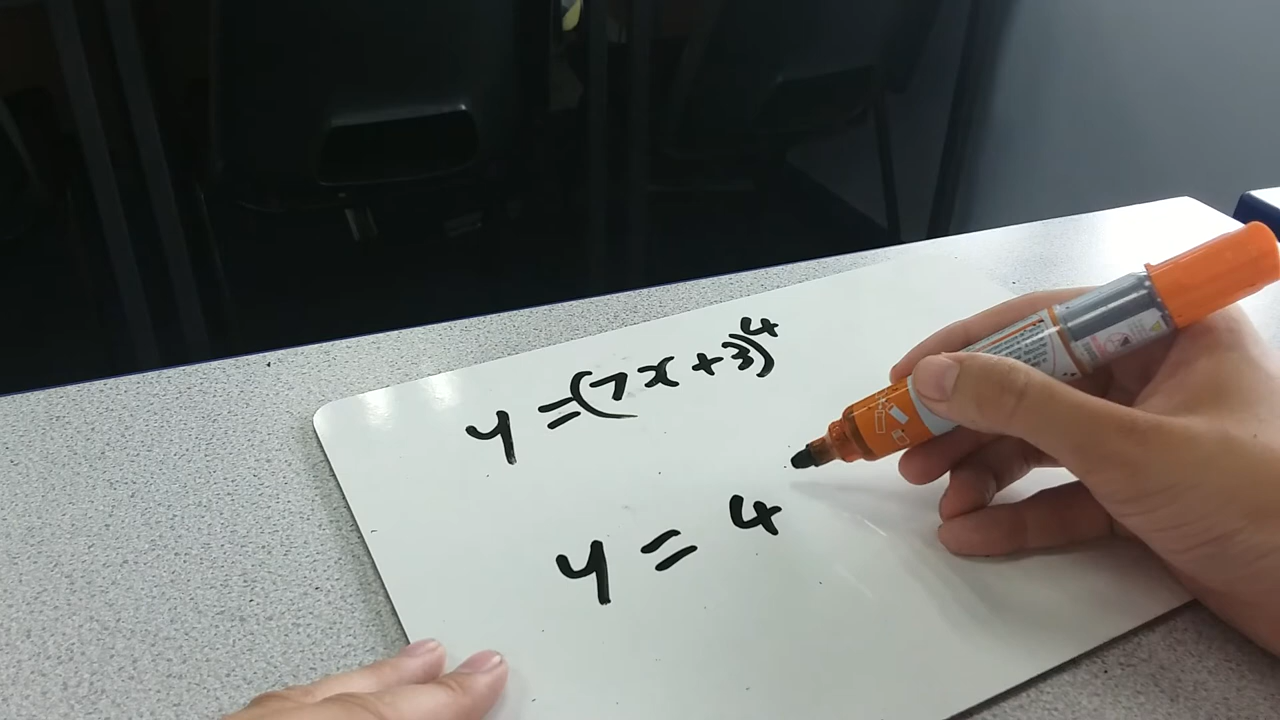 y = (7x + 3)⁴
y = 4